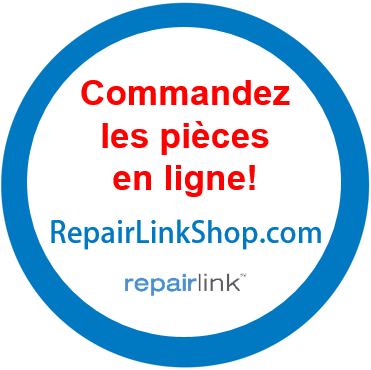 Commandez
les pièces
en ligne!
RepairLinkShop.com
repairlink™